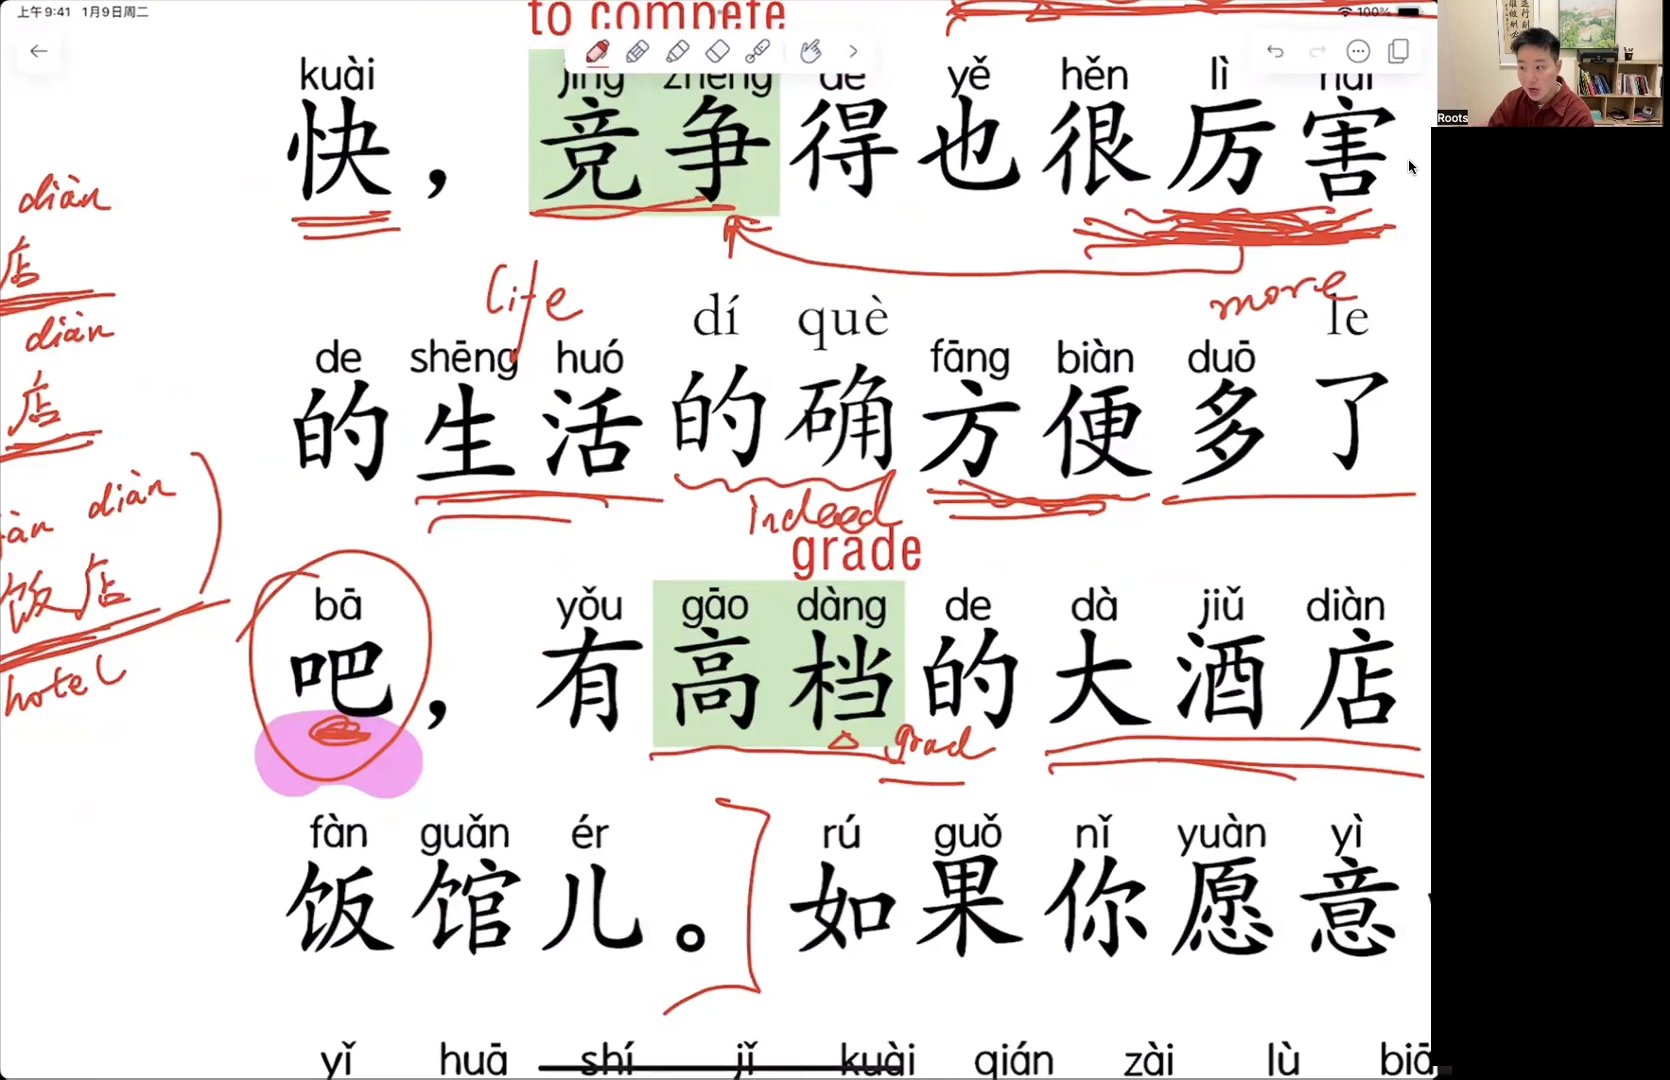 上午9:41 1月9日周二
100%
to compete
kuài jìng zhēng dé yě hěn lì hài
快，竞争得也很厉害
Roots
diàn
店
life
more
dí què le
de shēng huó fāng biàn duō
的生活的确方便多了
diàn
店
Indeed
grade
diàn
饭店
hotel
bā yǒu gāo dàng de dà jiǔ diàn
吧，有高档的大酒店
grad
fàn guǎn ér rú guǒ nǐ yuàn yì
饭馆儿。如果你愿意
yǐ huā shí jǐ kuài qián zài lù biā